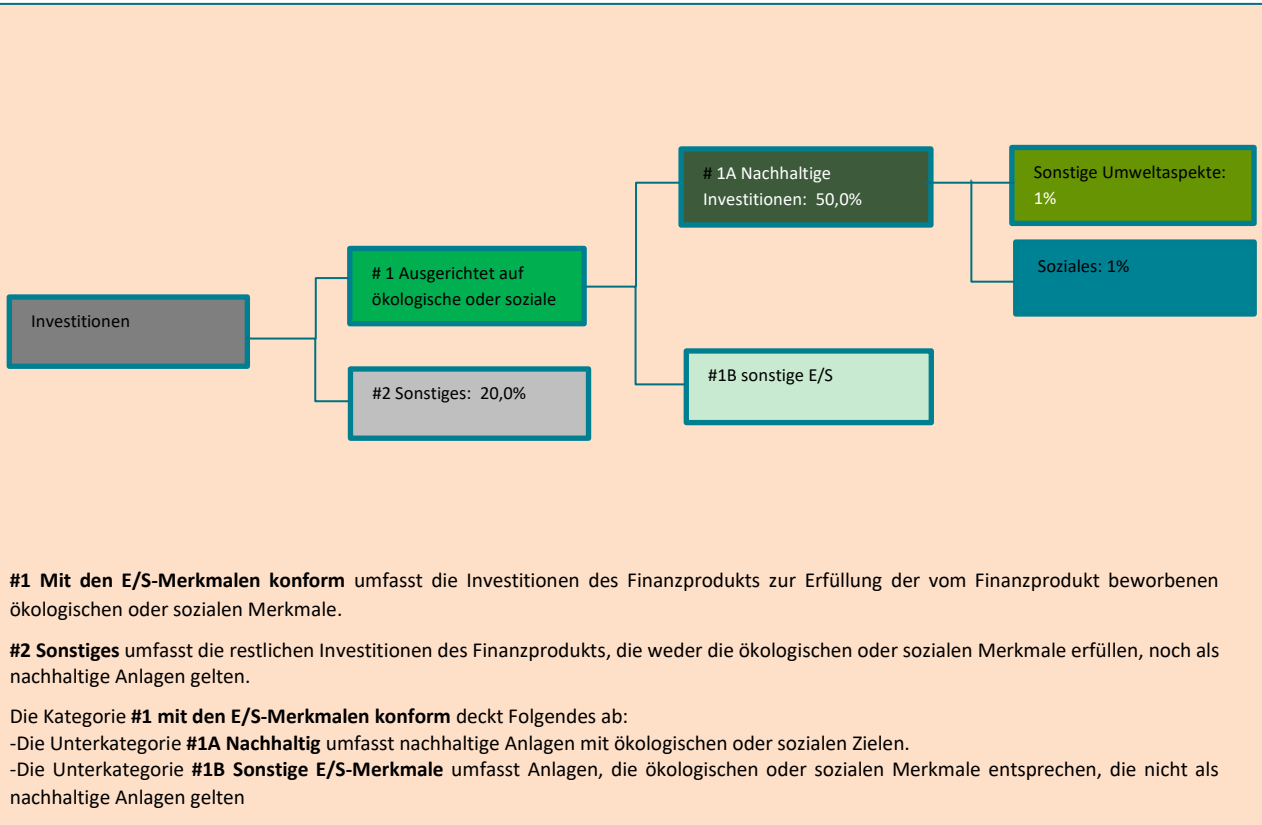 # 1A Nachhaltige
Investitionen: 50,0%
Sonstige Umweltaspekte:
1%
Soziales: 1%
# 1 Ausgerichtet auf
ökologische oder soziale
Investitionen
#2 Sonstiges: 20,0%
#1B sonstige E/S
#1 Mit den E/S-Merkmalen konform umfasst die Investitionen des Finanzprodukts zur Erfüllung der vom Finanzprodukt beworbenen
ökologischen oder sozialen Merkmale.
#2 Sonstiges umfasst die restlichen Investitionen des Finanzprodukts, die weder die ökologischen oder sozialen Merkmale erfüllen, noch als
nachhaltige Anlagen gelten.
Die Kategorie #1 mit den E/S-Merkmalen konform deckt Folgendes ab:
-Die Unterkategorie #1A Nachhaltig umfasst nachhaltige Anlagen mit ökologischen oder sozialen Zielen.
-Die Unterkategorie #1B Sonstige E/S-Merkmale umfasst Anlagen, die ökologischen oder sozialen Merkmale entsprechen, die nicht als
nachhaltige Anlagen gelten